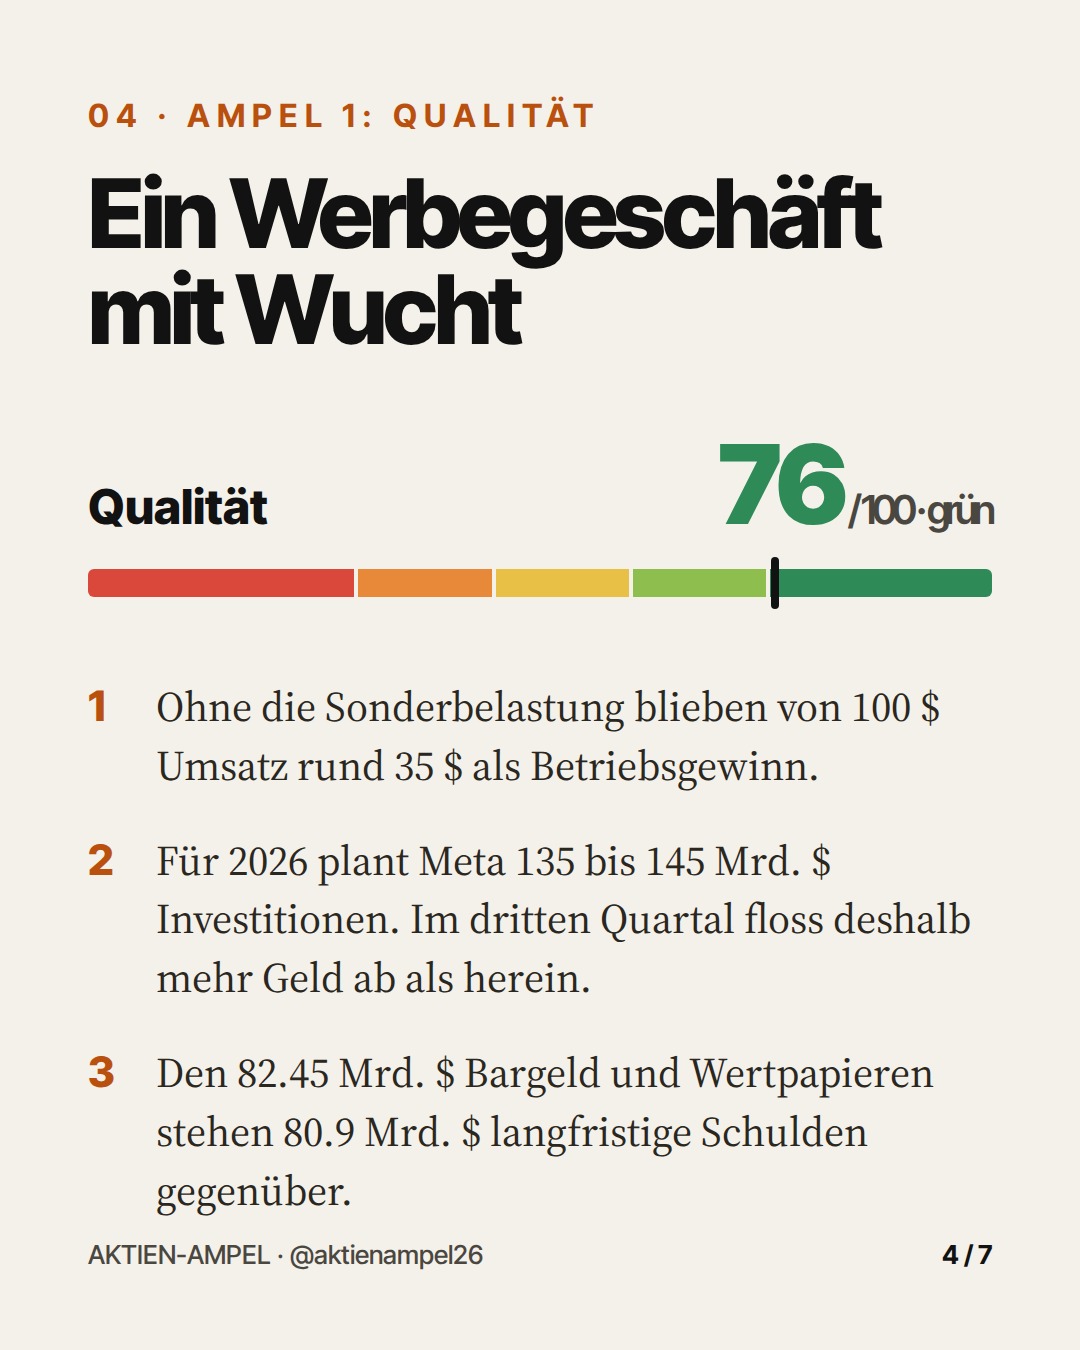 04 · AMPEL 1: QUALITÄT
Ein Werbegeschäft
mit Wucht
Qualität
76/100·grün
1 Ohne die Sonderbelastung blieben von 100 $
Umsatz rund 35 $ als Betriebsgewinn.
2 Für 2026 plant Meta 135 bis 145 Mrd. $
Investitionen. Im dritten Quartal floss deshalb
mehr Geld ab als herein.
3 Den 82.45 Mrd. $ Bargeld und Wertpapieren
stehen 80.9 Mrd. $ langfristige Schulden
gegenüber.
AKTIEN-AMPEL · @aktienampel26
4/7